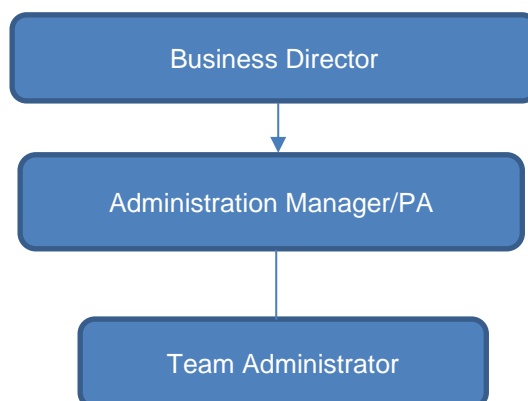 Business Director
Administration Manager/PA
Team Administrator